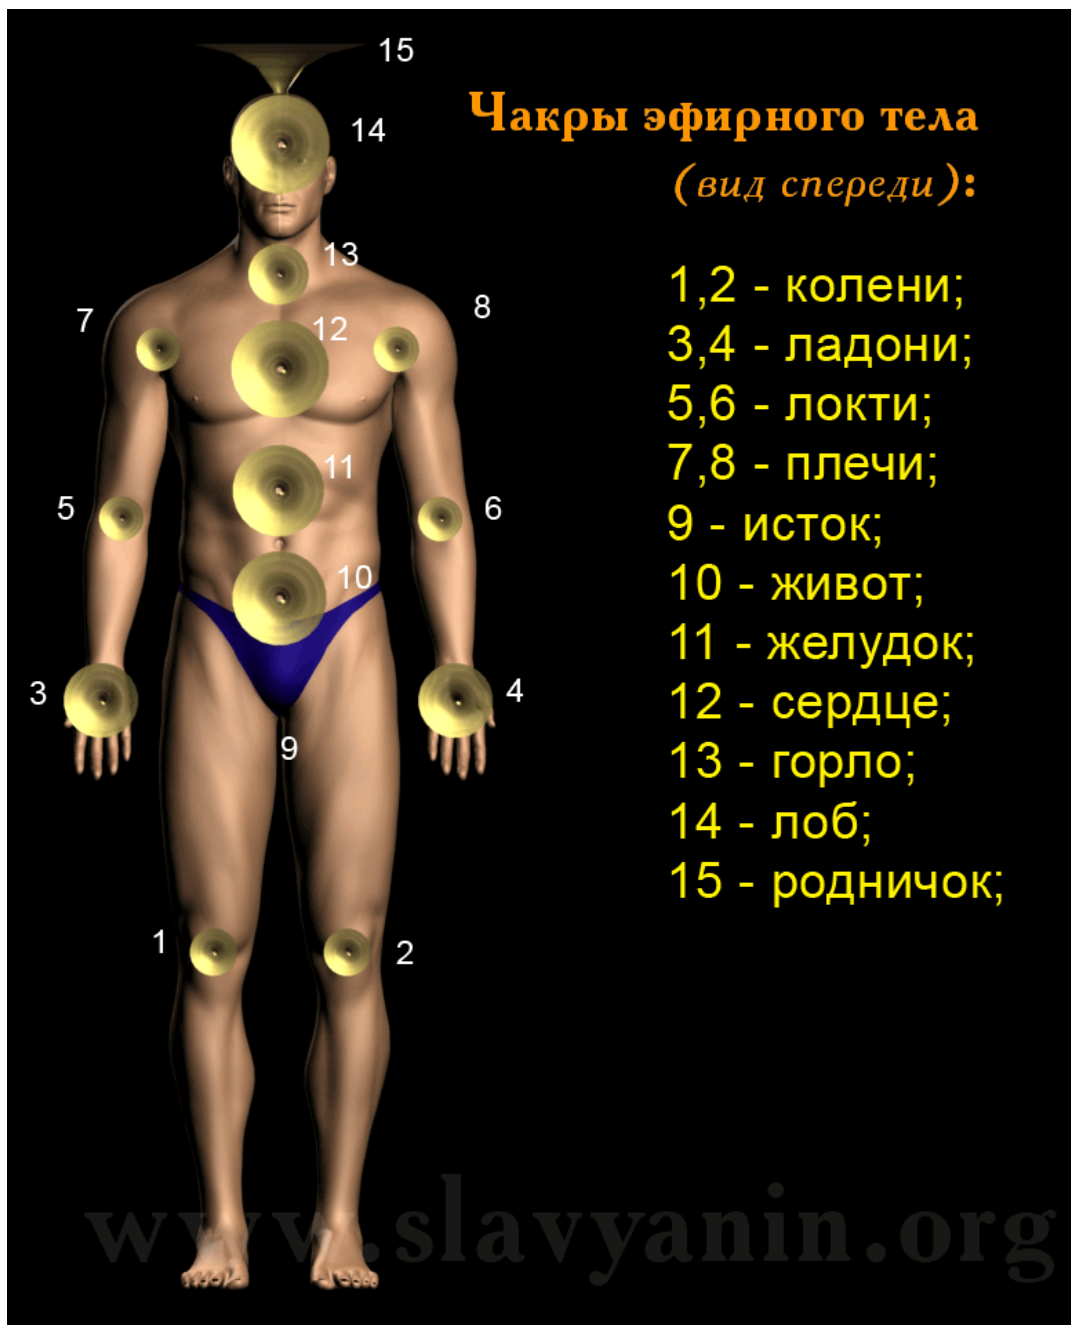 15
14
Чакры эфирного тела
(вид спереди):
13
1,2 - колени;
7
8
12
3,4 - ладони;
5,6 - локти;
11
7,8 - плечи;
5
6
9 - исток;
10
10 - живот;
11 - желудок;
3
4
12 - сердце;
9
13 - горло;
14 - лоб;
15 - родничок;
1
2
www.slavyanin.org